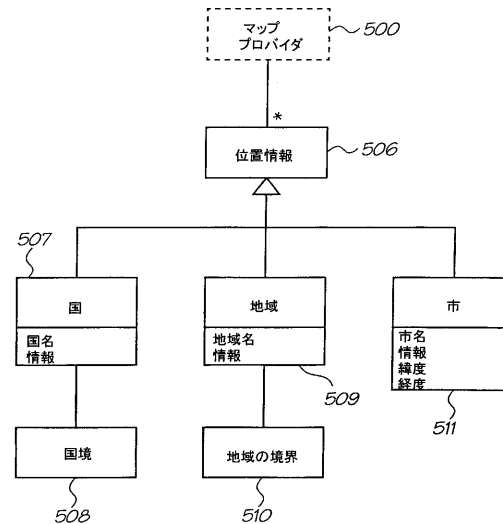 マップ
プロバイダ
500
*
位置情報
506
507
国
国名
情報
地域
地域名
情報
509
市
市名
情報
緯度
経度
511
国境
508
地域の境界
510